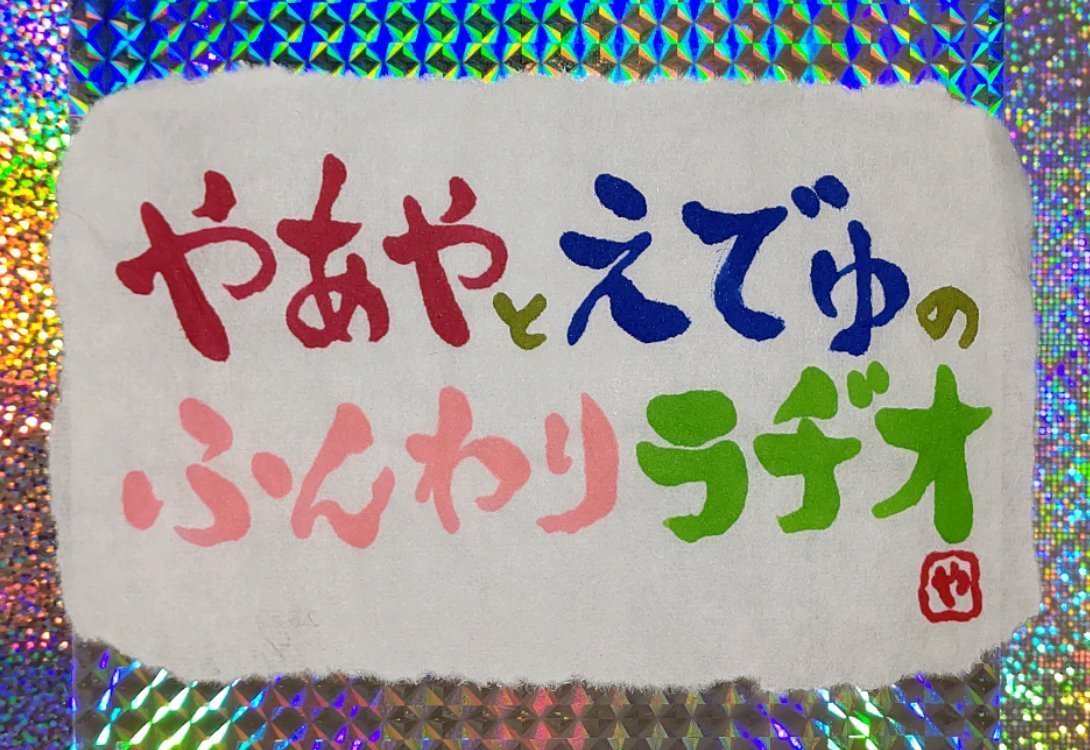 やあやとえでゅの
ふんわりラヂオ
や